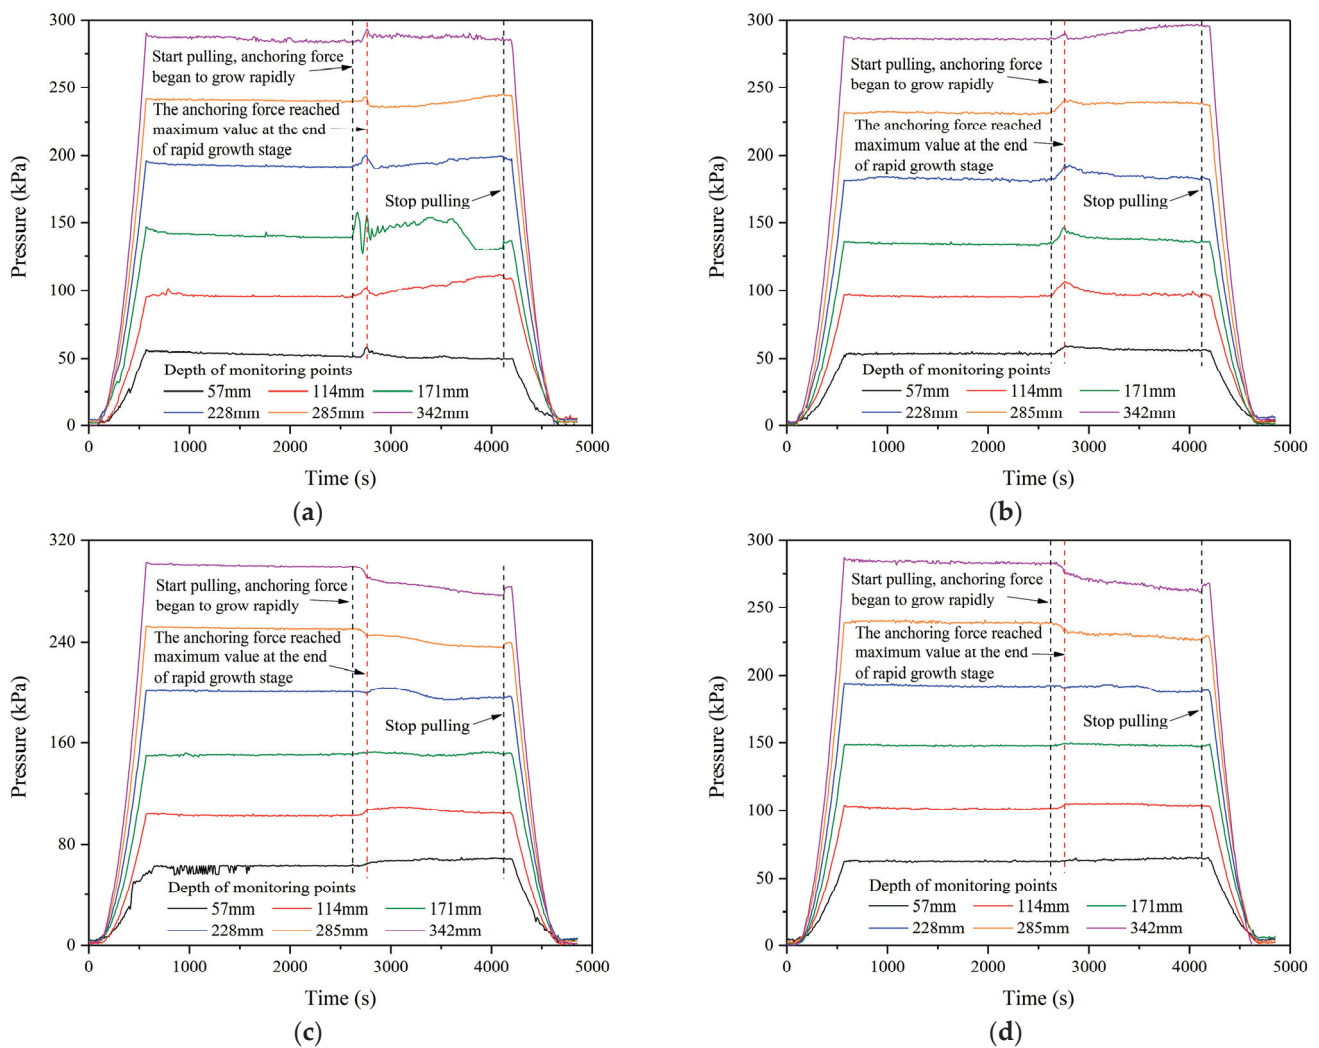 300
250
200
150
100
50
0
Pressure (kPa)
Start pulling, anchoring force
began to grow rapidly
The anchoring force reached
maximum value at the end
of rapid growth stage
Stop pulling
Depth of monitoring points
57mm 114mm 171mm
228mm 285mm 342mm
0 1000 2000 3000 4000 5000
Time (s)
(a)
300
250
200
150
100
50
0
Pressure (kPa)
Start pulling, anchoring force
began to grow rapidly
The anchoring force reached
maximum value at the end
of rapid growth stage
Stop pulling
Depth of monitoring points
57mm 114mm 171mm
228mm 285mm 342mm
0 1000 2000 3000 4000 5000
Time (s)
(b)
320
240
160
80
0
Pressure (kPa)
Start pulling, anchoring force
began to grow rapidly
The anchoring force reached
maximum value at the end
of rapid growth stage
Stop pulling
Depth of monitoring points
57mm 114mm 171mm
228mm 285mm 342mm
0 1000 2000 3000 4000 5000
Time (s)
(c)
300
250
200
150
100
50
0
Pressure (kPa)
Start pulling, anchoring force
began to grow rapidly
The anchoring force reached
maximum value at the end
of rapid growth stage
Stop pulling
Depth of monitoring points
57mm 114mm 171mm
228mm 285mm 342mm
0 1000 2000 3000 4000 5000
Time (s)
(d)